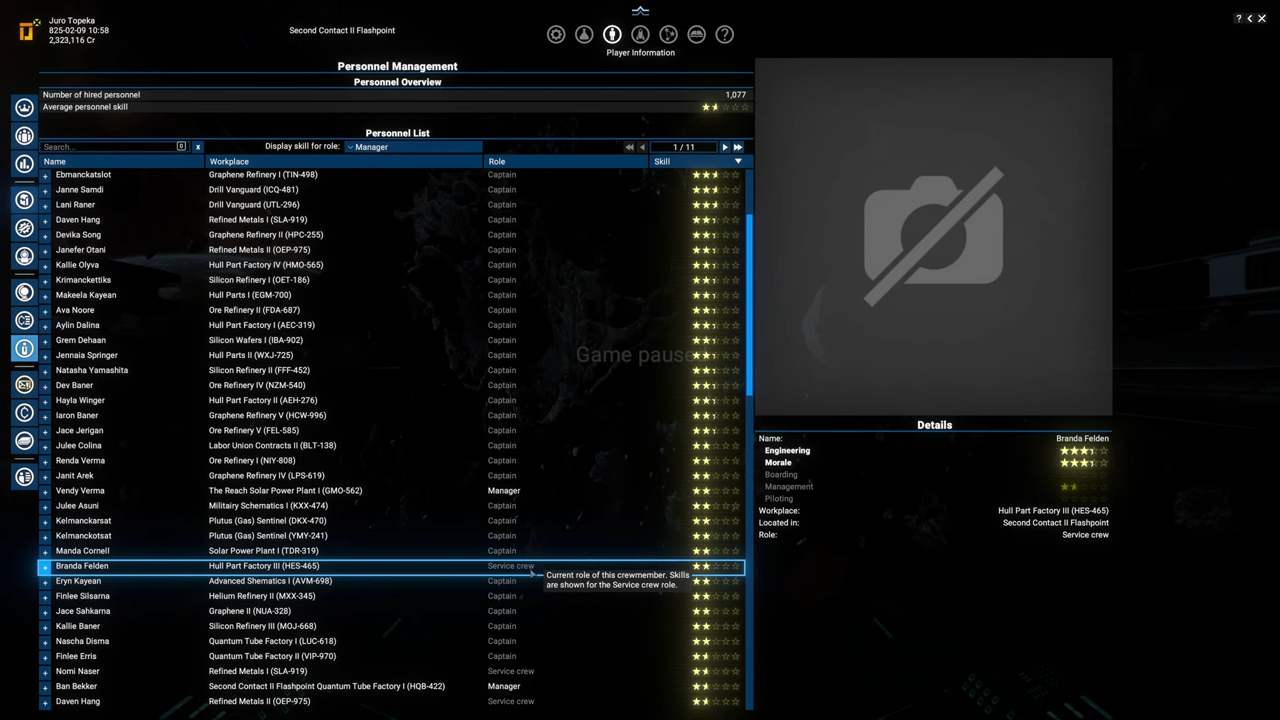 Juro Topeka
825-02-09 10:58
2,323,116 Cr
Second Contact II Flashpoint
Player Information
? < X
Personnel Management
Personnel Overview
Number of hired personnel 1,077
Average personnel skill
Personnel List
Search... Display skill for role: Manager 1 / 11
Name Workplace Role Skill
Ebmanckatslot Graphene Refinery I (TIN-498) Captain
Janne Samdi Drill Vanguard (ICQ-481) Captain
Lani Raner Drill Vanguard (UTL-296) Captain
Daven Hang Refined Metals I (SLA-919) Captain
Devika Song Graphene Refinery II (HPC-255) Captain
Janefer Otani Refined Metals II (OEP-975) Captain
Kallie Olyva Hull Part Factory IV (HMO-565) Captain
Krimanckettiks Silicon Refinery I (OET-186) Captain
Makeela Kayean Hull Parts I (EGM-700) Captain
Ava Noore Ore Refinery II (FDA-687) Captain
Aylin Dalina Hull Part Factory I (AEC-319) Captain
Grem Dehaan Silicon Wafers I (IBA-902) Captain
Jennaia Springer Hull Parts II (WXJ-725) Captain
Natasha Yamashita Silicon Refinery II (FFF-452) Captain
Dev Baner Ore Refinery IV (NZM-540) Captain
Hayla Winger Hull Part Factory II (AEH-276) Captain
Iaron Baner Graphene Refinery V (HCW-996) Captain
Jace Jerigan Ore Refinery V (FEL-585) Captain
Julee Colina Labor Union Contracts II (BLT-138) Captain
Renda Verma Ore Refinery I (NIY-808) Captain
Janit Arek Graphene Refinery IV (LPS-619) Captain
Vendy Verma The Reach Solar Power Plant I (GMO-562) Manager
Julee Asuni Militairy Schematics I (KXX-474) Captain
Kelmanckarsat Plutus (Gas) Sentinel (DKX-470) Captain
Kelmanckotsat Plutus (Gas) Sentinel (YMY-241) Captain
Manda Cornell Solar Power Plant I (TDR-319) Captain
Branda Felden Hull Part Factory III (HES-465) Service crew
Eryn Kayean Advanced Shematics I (AVM-698) Captain
Finlee Silsarna Helium Refinery II (MXX-345) Captain
Jace Sahkarna Graphene II (NUA-328) Captain
Kallie Baner Silicon Refinery III (MOJ-668) Captain
Nascha Disma Quantum Tube Factory I (LUC-618) Captain
Finlee Erris Quantum Tube Factory II (VIP-970) Captain
Nomi Naser Refined Metals I (SLA-919) Service crew
Ban Bekker Second Contact II Flashpoint Quantum Tube Factory I (HQB-422) Manager
Daven Hang Refined Metals II (OEP-975) Service crew
Game pause
Current role of this crewmember. Skills
are shown for the Service crew role.
Details
Name: Branda Felden
Engineering
Morale
Boarding
Management
Piloting
Workplace: Hull Part Factory III (HES-465)
Located in: Second Contact II Flashpoint
Role: Service crew